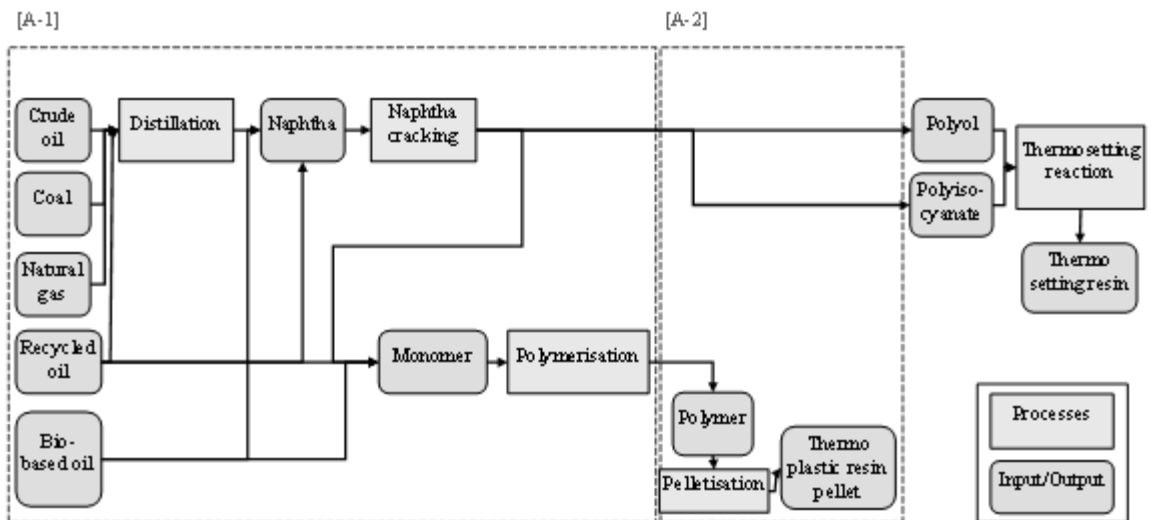 [A-1]
[A-2]
Crude
oil
Distillation
Naphtha
Naphtha
cracking
Polyol
Thermosetting
reaction
Coal
Polyiso-
cyanate
Natural
gas
Thermo
setting resin
Recycled
oil
Monomer
Polymerisation
Bio-
based oil
Polymer
Pelletisation
Thermo
plastic resin
pellet
Processes
Input/Output